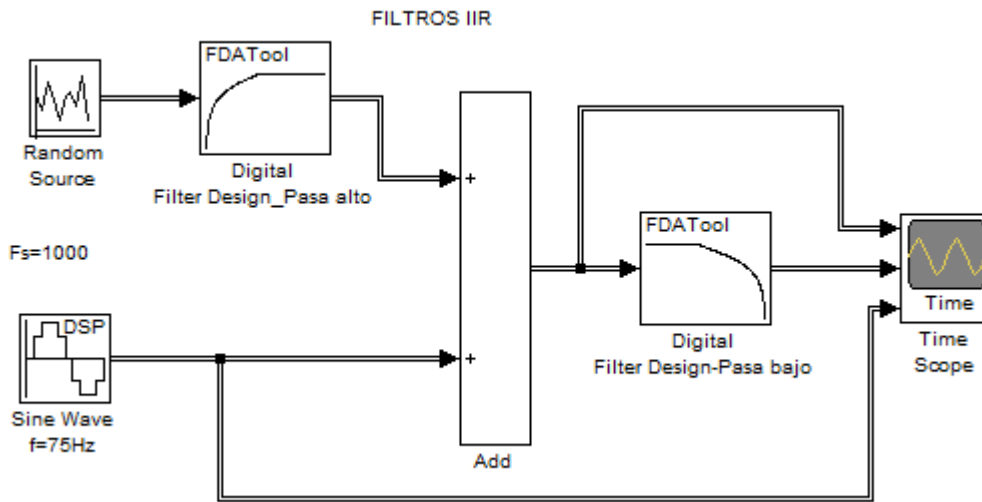 FILTROS IIR
FDATool
Random
Source
Digital
Filter Design_Pasa alto
+
Fs=1000
FDATool
Time
Time
Scope
DSP
+
Digital
Filter Design-Pasa bajo
Sine Wave
f=75Hz
Add